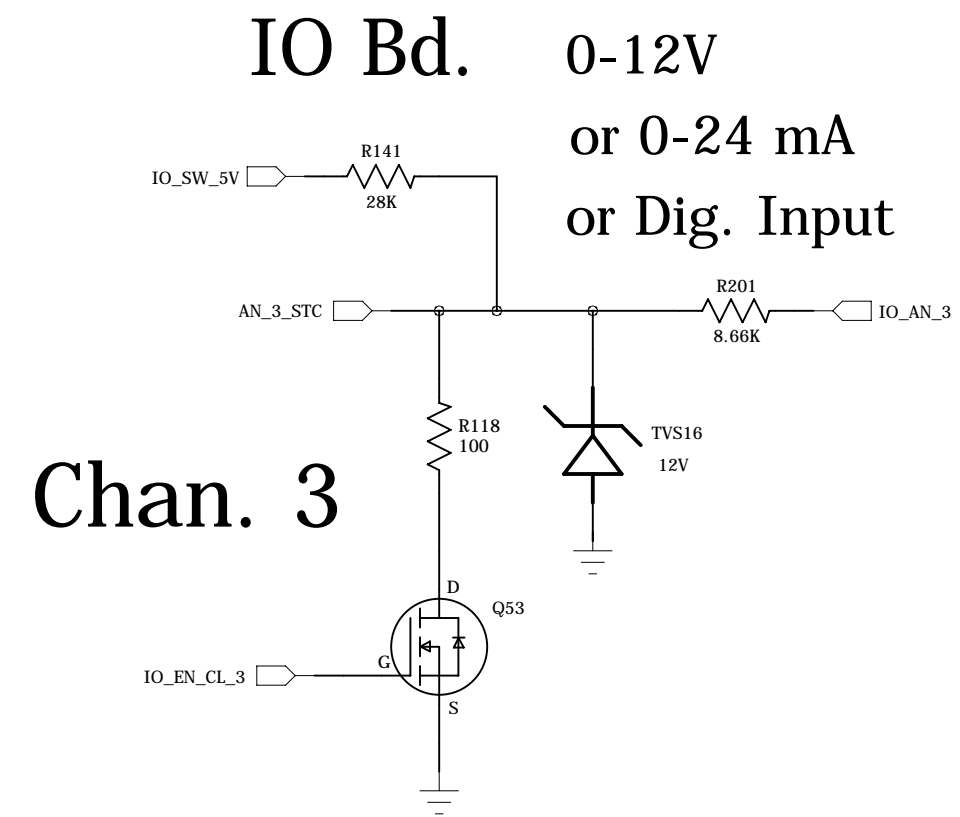 IO Bd.
0-12V
or 0-24 mA
or Dig. Input
R141
IO_SW_5V
28K
R201
AN_3_STC
IO_AN_3
8.66K
R118
100
TVS16
12V
Chan. 3
D
Q53
G
IO_EN_CL_3
S